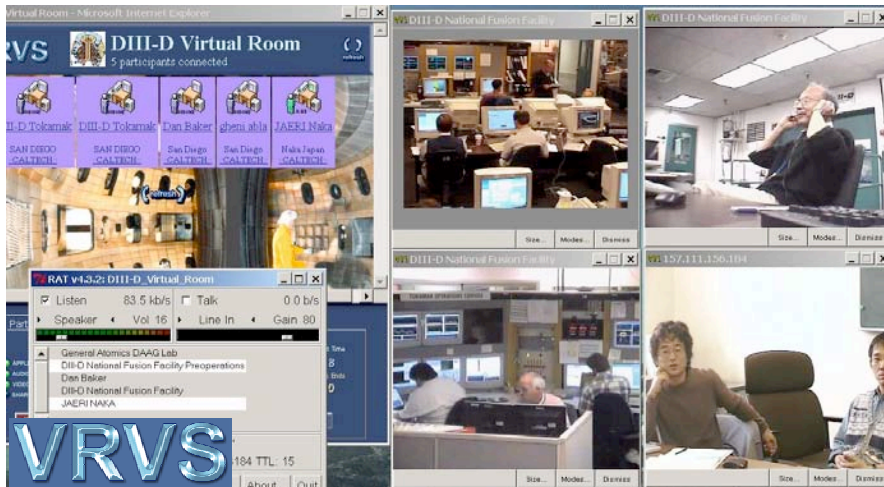 Virtual Room - Microsoft Internet Explorer
VRVS
DIII-D Virtual Room
5 participants connected
refresh
DIII-D Tokamak
DIII-D Tokamak
Dan Baker
gheni abla
JAERI Naka
SAN DIEGO
SAN DIEGO
San Diego
San Diego
Naka Japan
CALTECH
CALTECH
CALTECH
CALTECH
CALTECH
refresh
RAT v4.3.2: DIII-D_Virtual_Room
Listen 83.5 kb/s Talk 0.0 b/s
Speaker Vol 16 Line In Gain 80
General Atomics DAAG Lab
DIII-D National Fusion Facility Preoperations
Dan Baker
DIII-D National Fusion Facility
JAERI NAKA
184 TTL: 15
About Quit
VRVS
DIII-D National Fusion Facility
Size... Modes... Dismiss
DIII-D National Fusion Facility
Size... Modes... Dismiss
DIII-D National Fusion Facility
Size... Modes... Dismiss
157.111.156.184
Size... Modes... Dismiss